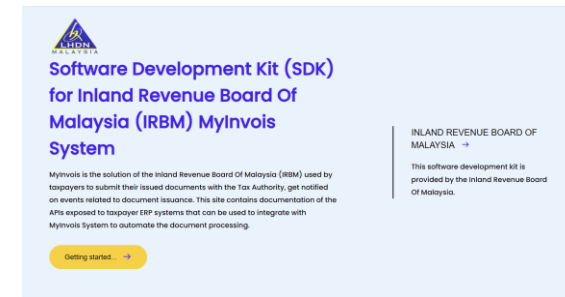 LHDN
MALAYSIA
Software Development Kit (SDK)
for Inland Revenue Board Of
Malaysia (IRBM) MyInvois
System
MyInvois is the solution of the Inland Revenue Board Of Malaysia (IRBM) used by
taxpayers to submit their issued documents with the Tax Authority, get notified
on events related to document issuance. This site contains documentation of the
APIs exposed to taxpayer ERP systems that can be used to integrate with
MyInvois System to automate the document processing.
Getting started... →
INLAND REVENUE BOARD OF
MALAYSIA →
This software development kit is
provided by the Inland Revenue Board
Of Malaysia.